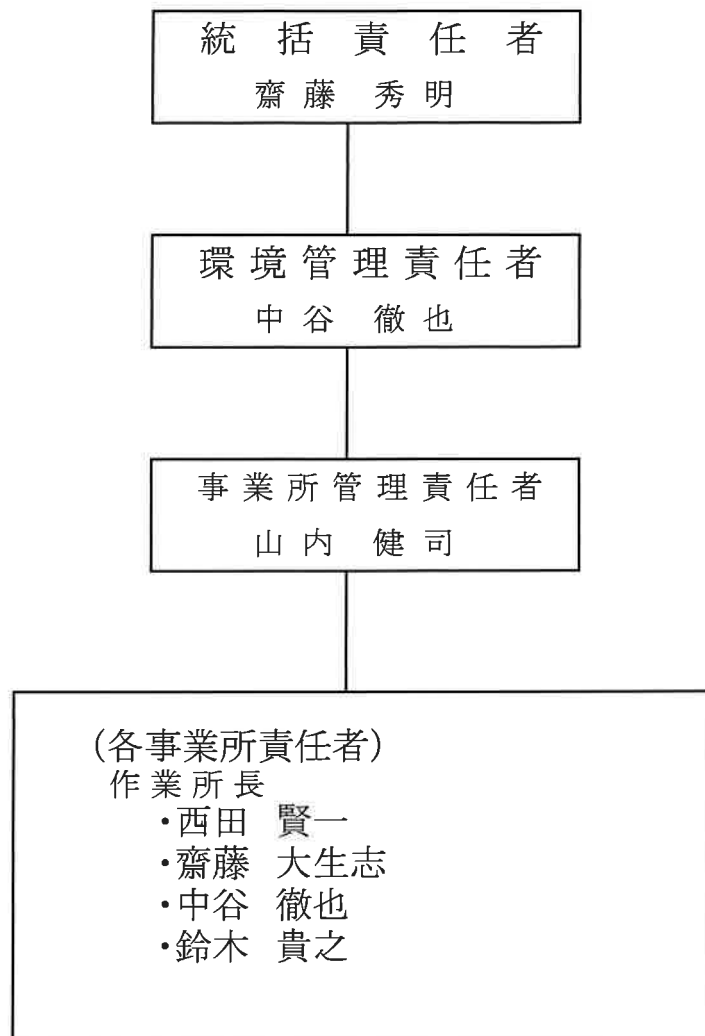 統括責任者
齋藤 秀明
環境管理責任者
中谷 徹也
事業所管理責任者
山内 健司
(各事業所責任者)
作業所長
・西田 賢一
・齋藤 大生志
・中谷 徹也
・鈴木 貴之